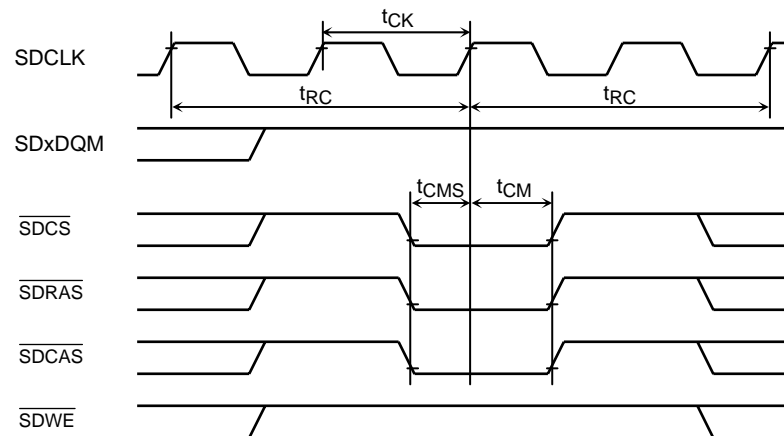 tCK
SDCLK
tRC tRC
SDxDQM
tCMS tCM
SDCS
SDRAS
SDCAS
SDWE